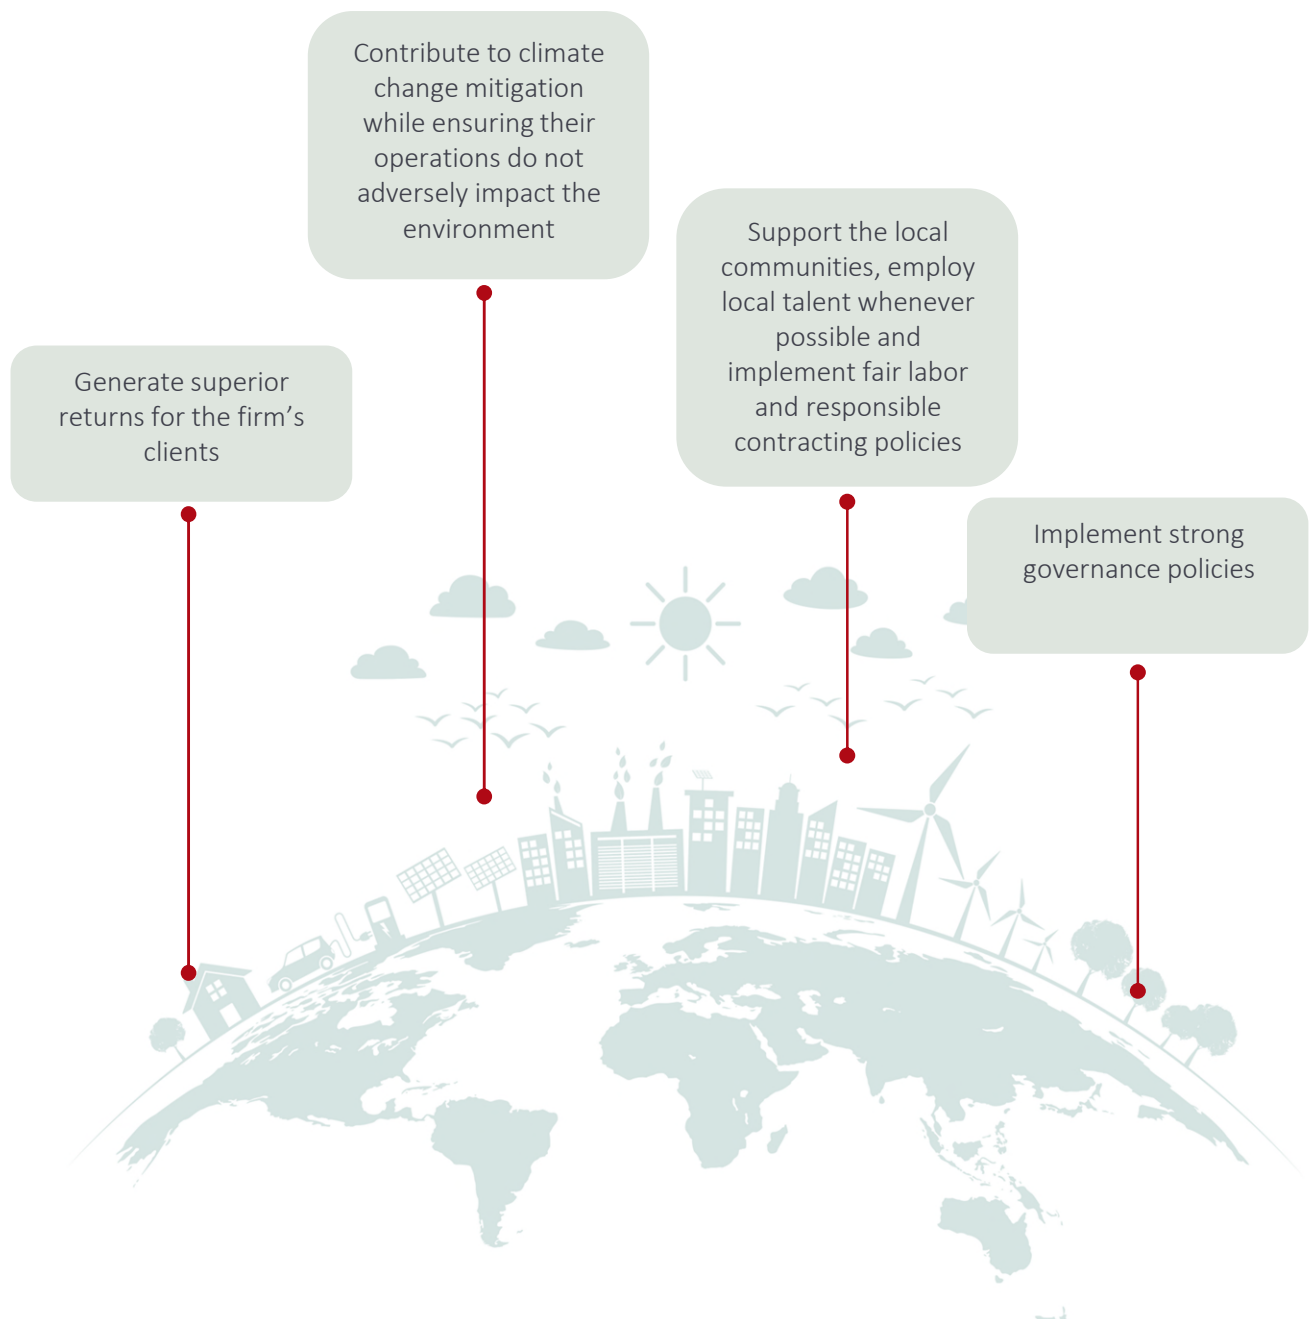 Contribute to climate
change mitigation
while ensuring their
operations do not
adversely impact the
environment
Support the local
communities, employ
local talent whenever
possible and
implement fair labor
and responsible
contracting policies
Generate superior
returns for the firm’s
clients
Implement strong
governance policies